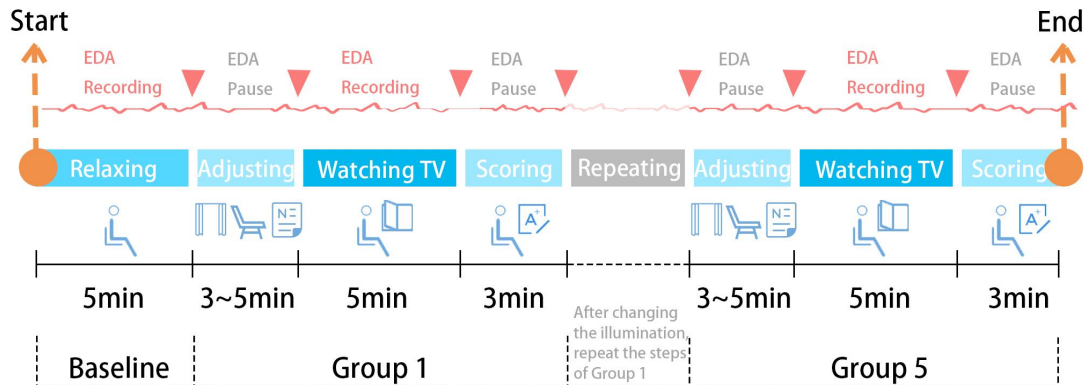 Start
End
EDA
Recording
EDA
Pause
EDA
Recording
EDA
Pause
EDA
Pause
EDA
Recording
EDA
Pause
Relaxing
Adjusting
Watching TV
Scoring
Repeating
Adjusting
Watching TV
Scoring
NE
A+
NE
A+
5min
3~5min
5min
3min
3~5min
5min
3min
After changing
the illumination,
repeat the steps
of Group 1
Baseline
Group 1
Group 5